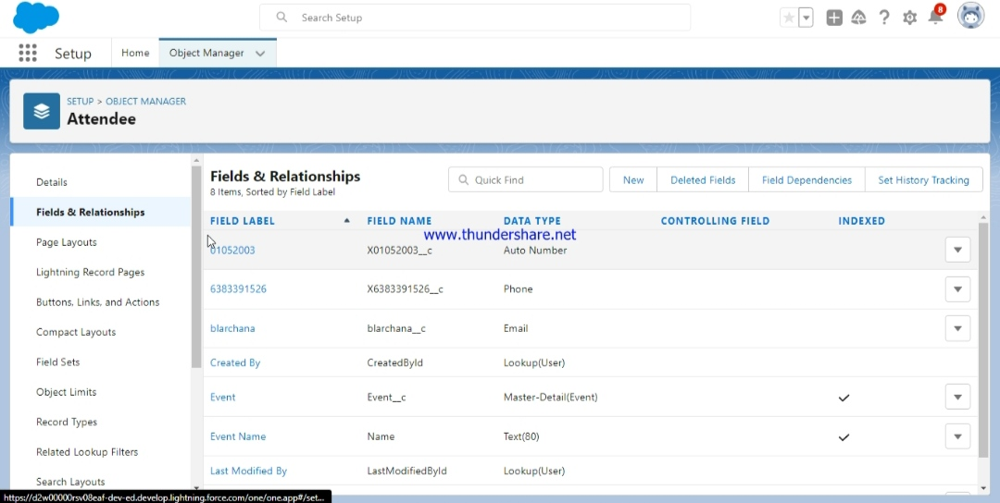 Search Setup
8
Setup
Home
Object Manager
SETUP > OBJECT MANAGER
Attendee
Details
Fields & Relationships
Page Layouts
Lightning Record Pages
Buttons, Links, and Actions
Compact Layouts
Field Sets
Object Limits
Record Types
Related Lookup Filters
Search Layouts
Fields & Relationships
8 Items, Sorted by Field Label
Quick Find
New
Deleted Fields
Field Dependencies
Set History Tracking
FIELD LABEL FIELD NAME DATA TYPE CONTROLLING FIELD INDEXED
www.thundershare.net
01052003 X01052003__c Auto Number
6383391526 X6383391526__c Phone
blarchana blarchana__c Email
Created By CreatedById Lookup(User)
Event Event__c Master-Detail(Event)
Event Name Name Text(80)
Last Modified By LastModifiedById Lookup(User)
https://d2w00000rsv08eaf-dev-ed.develop.lightning.force.com/one/one.app#/set...